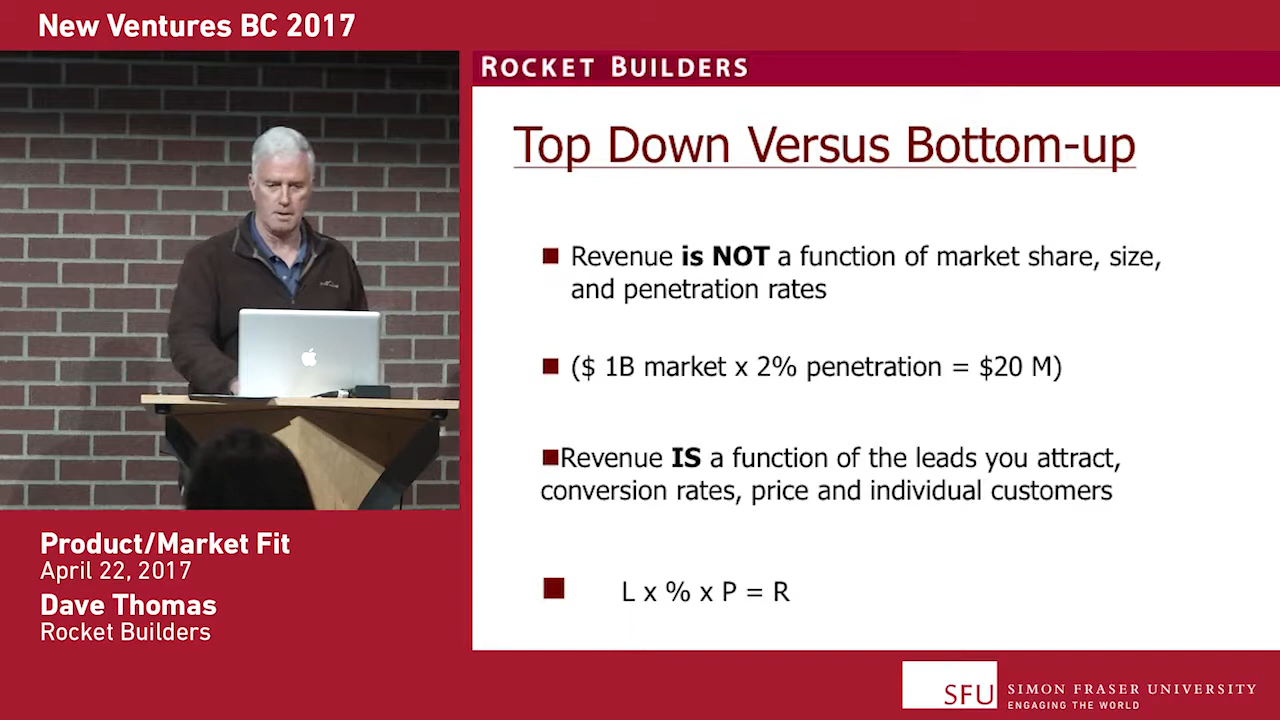 New Ventures BC 2017
ROCKET BUILDERS
Top Down Versus Bottom-up
Revenue is NOT a function of market share, size,
and penetration rates
($ 1B market x 2% penetration = $20 M)
Revenue IS a function of the leads you attract,
conversion rates, price and individual customers
L x % x P = R
Product/Market Fit
April 22, 2017
Dave Thomas
Rocket Builders
SFU
SIMON FRASER UNIVERSITY
ENGAGING THE WORLD